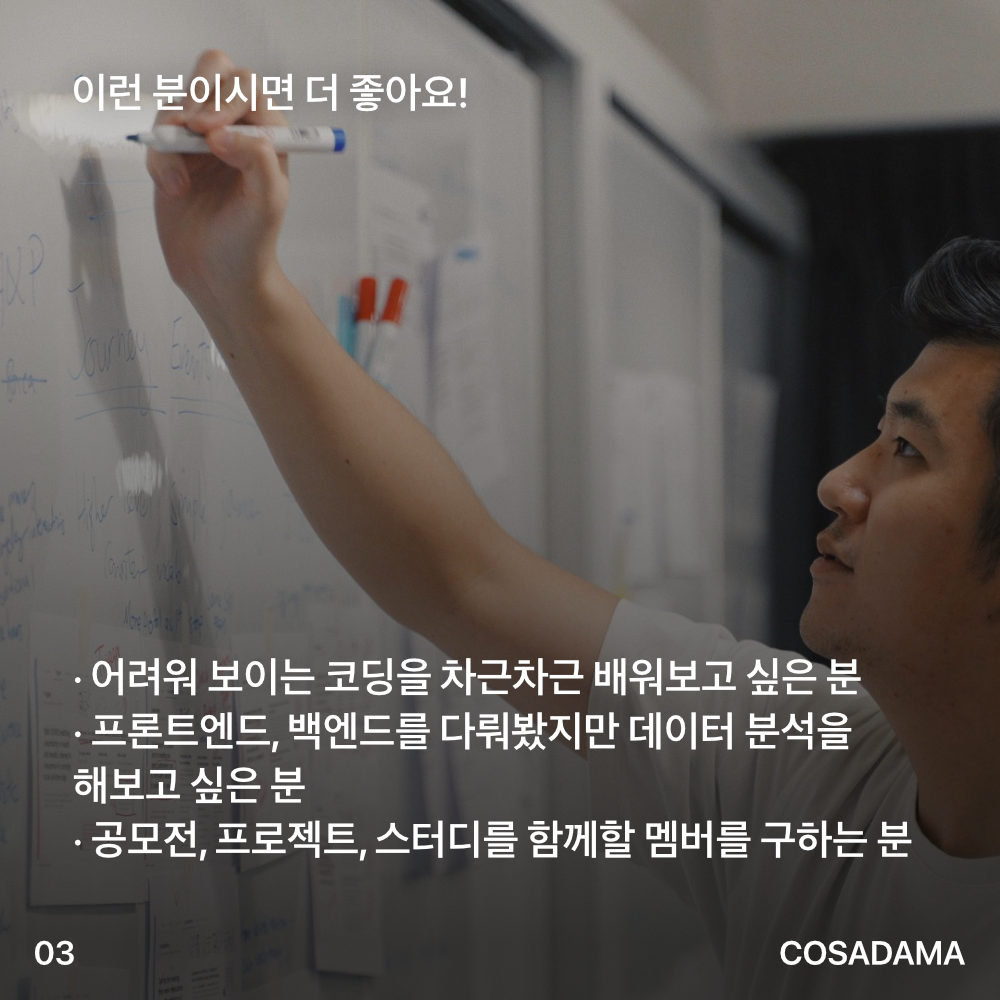 이런 분이시면 더 좋아요!
Journey
· 어려워 보이는 코딩을 차근차근 배워보고 싶은 분
· 프론트엔드, 백엔드를 다뤄봤지만 데이터 분석을
해보고 싶은 분
· 공모전, 프로젝트, 스터디를 함께할 멤버를 구하는 분
03
COSADAMA